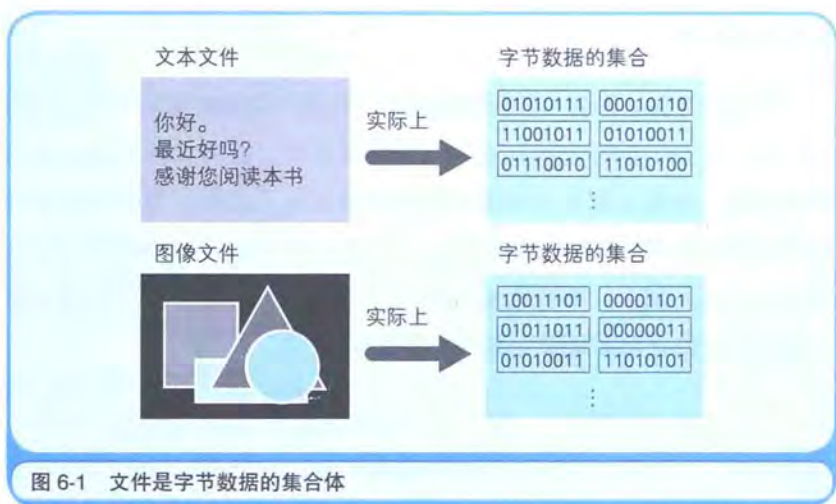 文本文件
字节数据的集合
你好。
最近好吗?
感谢您阅读本书
实际上
01010111 00010110
11001011 01010011
01110010 11010100
⋮
图像文件
字节数据的集合
实际上
10011101 00001101
01011011 00000011
01010011 11010101
⋮
图 6-1 文件是字节数据的集合体